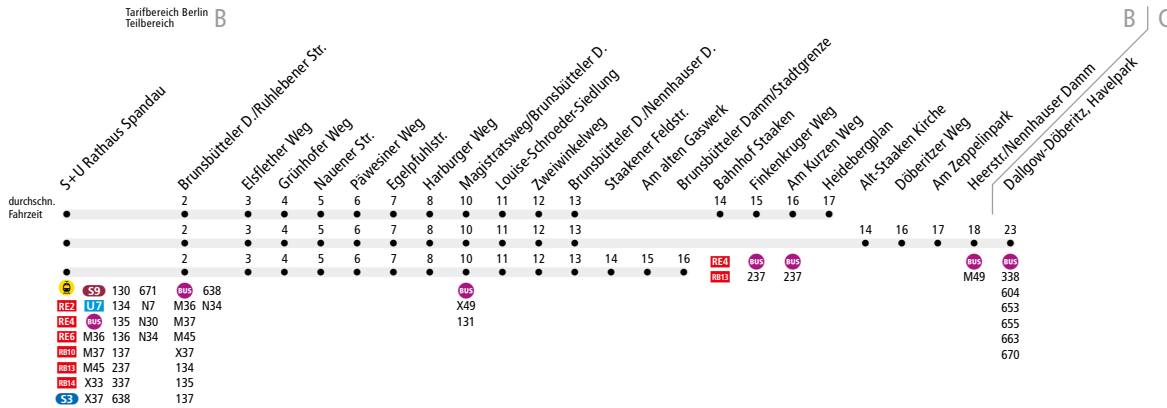 Tarifbereich Berlin
Teilbereich B
B C
S+U Rathaus Spandau
Brunsbütteler D./Ruhlebener Str.
Elsflether Weg
Grünhofer Weg
Nauener Str.
Päwesiner Weg
Egelpfuhlstr.
Harburger Weg
Magistratsweg/Brunsbütteler D.
Louise-Schroeder-Siedlung
Zweiwinkelweg
Brunsbütteler D./Nennhauser D.
Staakener Feldstr.
Am alten Gaswerk
Brunsbütteler Damm/Stadtgrenze
Bahnhof Staaken
Finkenkruger Weg
Am Kurzen Weg
Heidebergplan
Alt-Staaken Kirche
Döberitzer Weg
Am Zeppelinpark
Heerstr./Nennhauser Damm
Dallgow-Döberitz, Havelpark
durchschn.
Fahrzeit
2 3 4 5 6 7 8 10 11 12 13 14 15 16 17
2 3 4 5 6 7 8 10 11 12 13 14 16 17 18 23
2 3 4 5 6 7 8 10 11 12 13 14 15 16
S9 130 671
RE2 U7 134 N7
RE4 BUS 135 N30
RE6 M36 136 N34
RB10 M37 137
RB13 M45 237
RB14 X33 337
S3 X37 638
BUS 638
M36 N34
M37
M45
X37
134
135
137
BUS
X49
131
RE4
RB13
BUS
237
BUS
237
BUS
M49
BUS
338
604
653
655
663
670